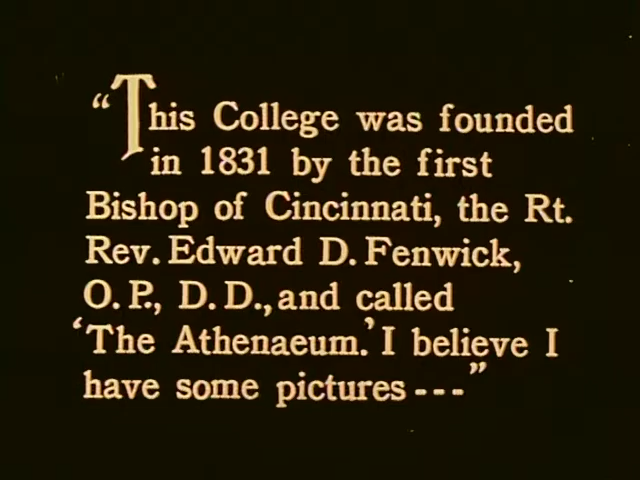 “This College was founded
in 1831 by the first
Bishop of Cincinnati, the Rt.
Rev. Edward D. Fenwick,
O. P., D. D., and called
‘The Athenaeum.’ I believe I
have some pictures - - -”